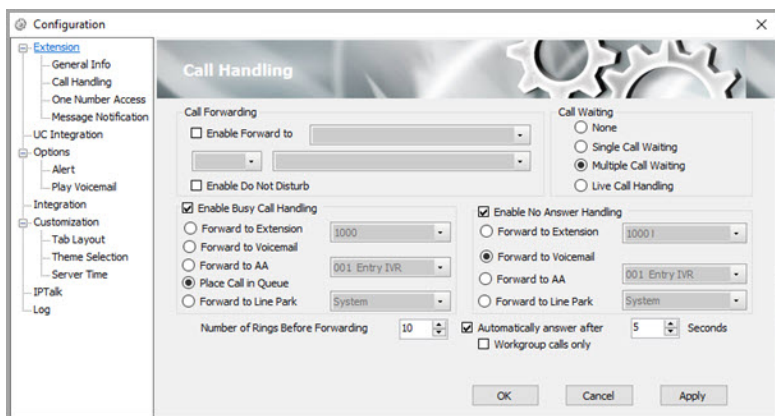 Configuration
Extension
General Info
Call Handling
One Number Access
Message Notification
UC Integration
Options
Alert
Play Voicemail
Integration
Customization
Tab Layout
Theme Selection
Server Time
IPTalk
Log
Call Handling
Call Forwarding
Enable Forward to
Enable Do Not Disturb
Call Waiting
None
Single Call Waiting
Multiple Call Waiting
Live Call Handling
Enable Busy Call Handling
Forward to Extension 1000
Forward to Voicemail
Forward to AA 001 Entry IVR
Place Call in Queue
Forward to Line Park System
Enable No Answer Handling
Forward to Extension 1000 l
Forward to Voicemail
Forward to AA 001 Entry IVR
Forward to Line Park System
Number of Rings Before Forwarding 10
Automatically answer after 5 Seconds
Workgroup calls only
OK Cancel Apply